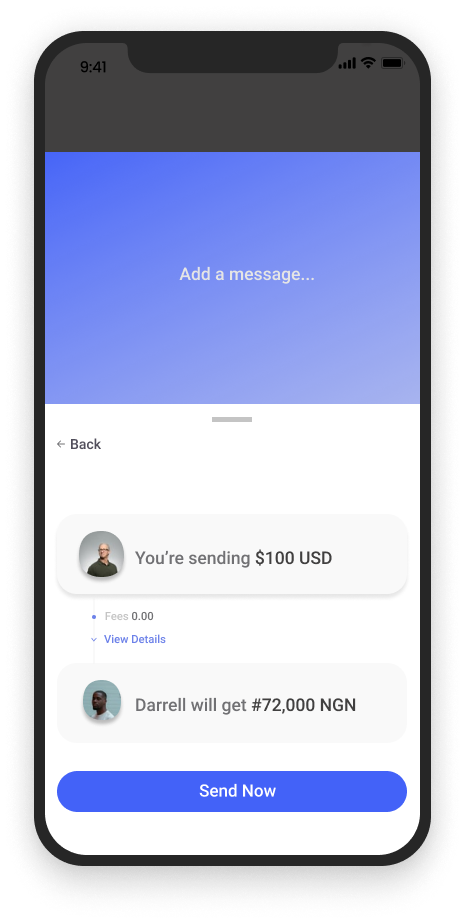 9:41
Add a message...
Back
You’re sending $100 USD
Fees 0.00
View Details
Darrell will get #72,000 NGN
Send Now